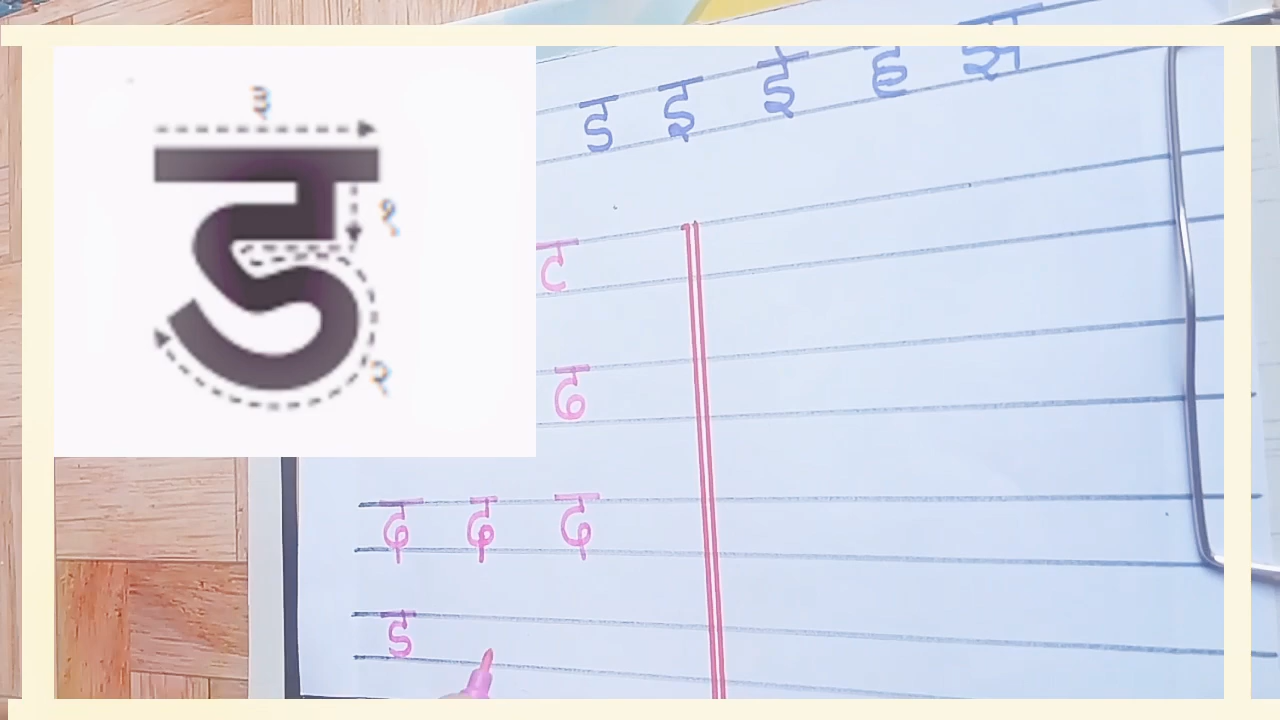 ३
१
ड
२
ड इ ई ह झ
ट
ढ
द द द
ड